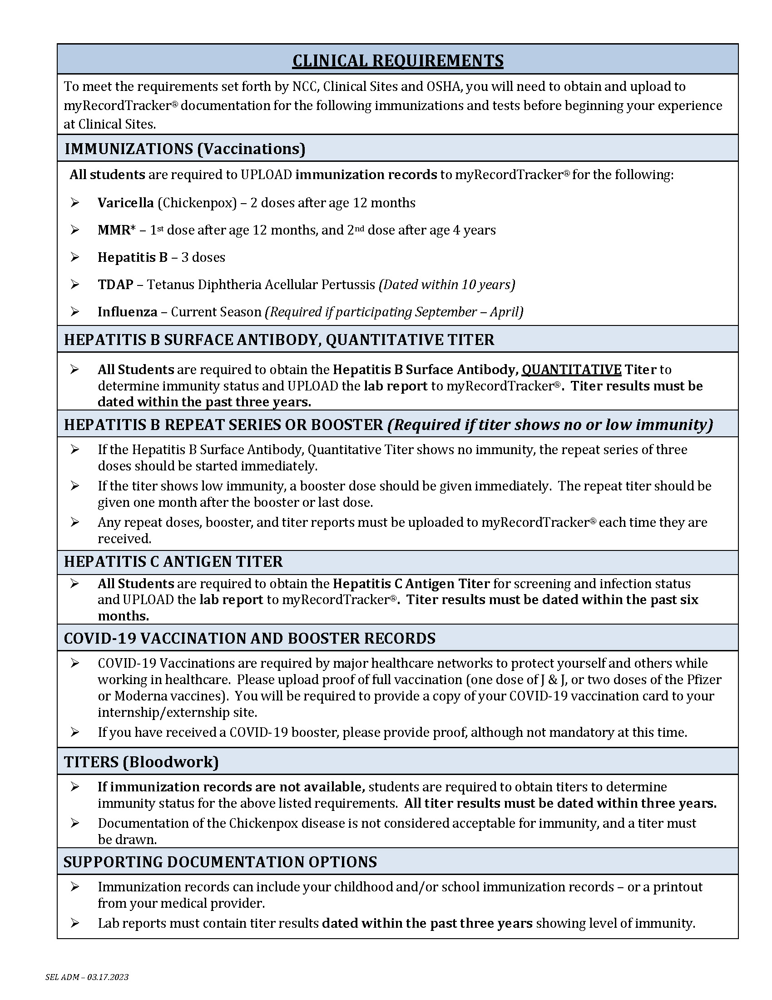 CLINICAL REQUIREMENTS
To meet the requirements set forth by NCC, Clinical Sites and OSHA, you will need to obtain and upload to
myRecordTracker® documentation for the following immunizations and tests before beginning your experience
at Clinical Sites.
IMMUNIZATIONS (Vaccinations)
All students are required to UPLOAD immunization records to myRecordTracker® for the following:
➢ Varicella (Chickenpox) – 2 doses after age 12 months
➢ MMR* – 1st dose after age 12 months, and 2nd dose after age 4 years
➢ Hepatitis B – 3 doses
➢ TDAP – Tetanus Diphtheria Acellular Pertussis (Dated within 10 years)
➢ Influenza – Current Season (Required if participating September – April)
HEPATITIS B SURFACE ANTIBODY, QUANTITATIVE TITER
➢ All Students are required to obtain the Hepatitis B Surface Antibody, QUANTITATIVE Titer to
determine immunity status and UPLOAD the lab report to myRecordTracker®. Titer results must be
dated within the past three years.
HEPATITIS B REPEAT SERIES OR BOOSTER (Required if titer shows no or low immunity)
➢ If the Hepatitis B Surface Antibody, Quantitative Titer shows no immunity, the repeat series of three
doses should be started immediately.
➢ If the titer shows low immunity, a booster dose should be given immediately. The repeat titer should be
given one month after the booster or last dose.
➢ Any repeat doses, booster, and titer reports must be uploaded to myRecordTracker® each time they are
received.
HEPATITIS C ANTIGEN TITER
➢ All Students are required to obtain the Hepatitis C Antigen Titer for screening and infection status
and UPLOAD the lab report to myRecordTracker®. Titer results must be dated within the past six
months.
COVID-19 VACCINATION AND BOOSTER RECORDS
➢ COVID-19 Vaccinations are required by major healthcare networks to protect yourself and others while
working in healthcare. Please upload proof of full vaccination (one dose of J & J, or two doses of the Pfizer
or Moderna vaccines). You will be required to provide a copy of your COVID-19 vaccination card to your
internship/externship site.
➢ If you have received a COVID-19 booster, please provide proof, although not mandatory at this time.
TITERS (Bloodwork)
➢ If immunization records are not available, students are required to obtain titers to determine
immunity status for the above listed requirements. All titer results must be dated within three years.
➢ Documentation of the Chickenpox disease is not considered acceptable for immunity, and a titer must
be drawn.
SUPPORTING DOCUMENTATION OPTIONS
➢ Immunization records can include your childhood and/or school immunization records – or a printout
from your medical provider.
➢ Lab reports must contain titer results dated within the past three years showing level of immunity.
SEL ADM – 03.17.2023